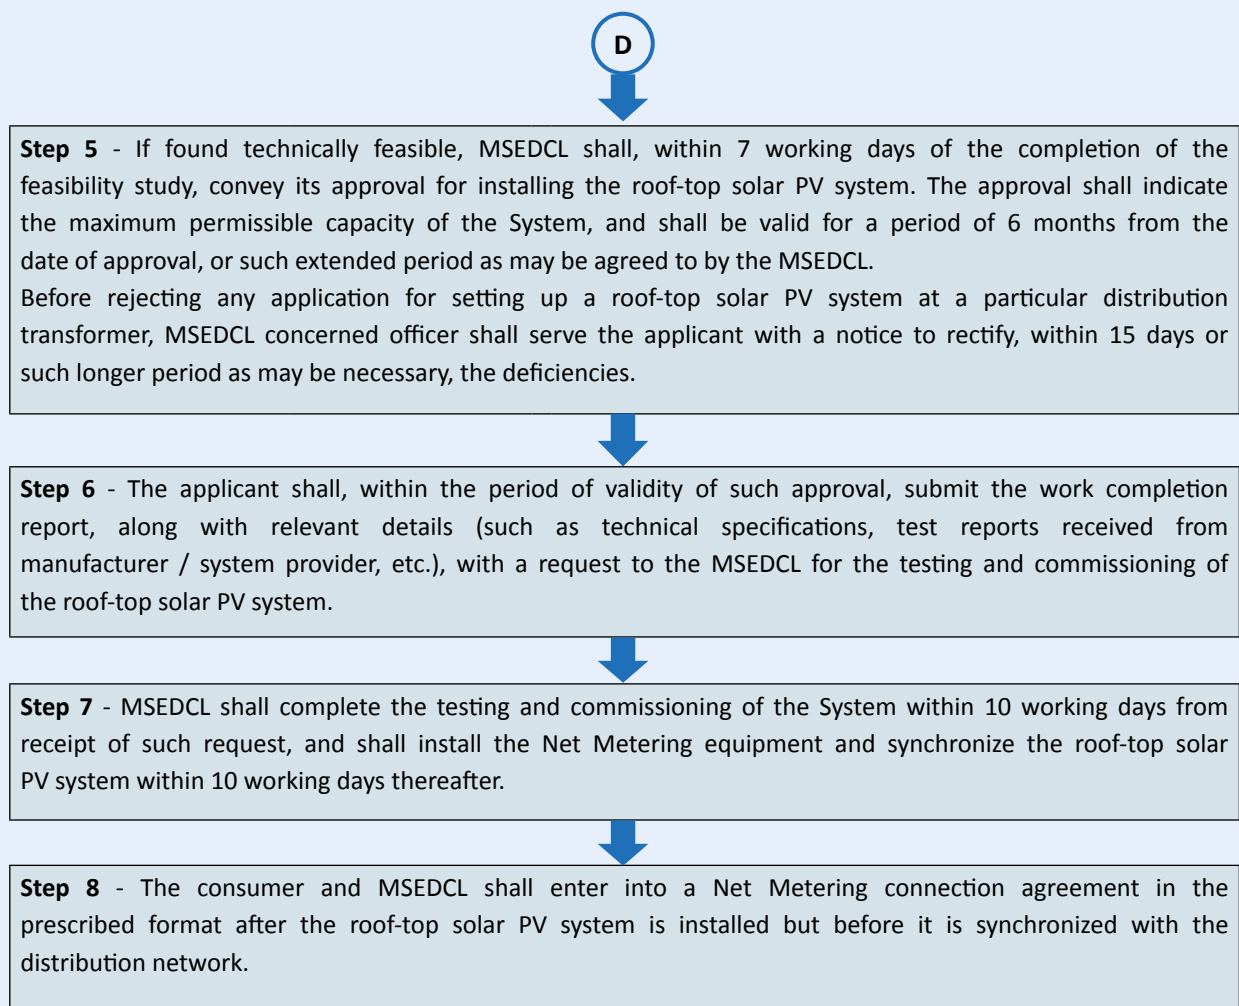 D
Step 5 - If found technically feasible, MSEDCL shall, within 7 working days of the completion of the
feasibility study, convey its approval for installing the roof-top solar PV system. The approval shall indicate
the maximum permissible capacity of the System, and shall be valid for a period of 6 months from the
date of approval, or such extended period as may be agreed to by the MSEDCL.
Before rejecting any application for setting up a roof-top solar PV system at a particular distribution
transformer, MSEDCL concerned officer shall serve the applicant with a notice to rectify, within 15 days or
such longer period as may be necessary, the deficiencies.
Step 6 - The applicant shall, within the period of validity of such approval, submit the work completion
report, along with relevant details (such as technical specifications, test reports received from
manufacturer / system provider, etc.), with a request to the MSEDCL for the testing and commissioning of
the roof-top solar PV system.
Step 7 - MSEDCL shall complete the testing and commissioning of the System within 10 working days from
receipt of such request, and shall install the Net Metering equipment and synchronize the roof-top solar
PV system within 10 working days thereafter.
Step 8 - The consumer and MSEDCL shall enter into a Net Metering connection agreement in the
prescribed format after the roof-top solar PV system is installed but before it is synchronized with the
distribution network.